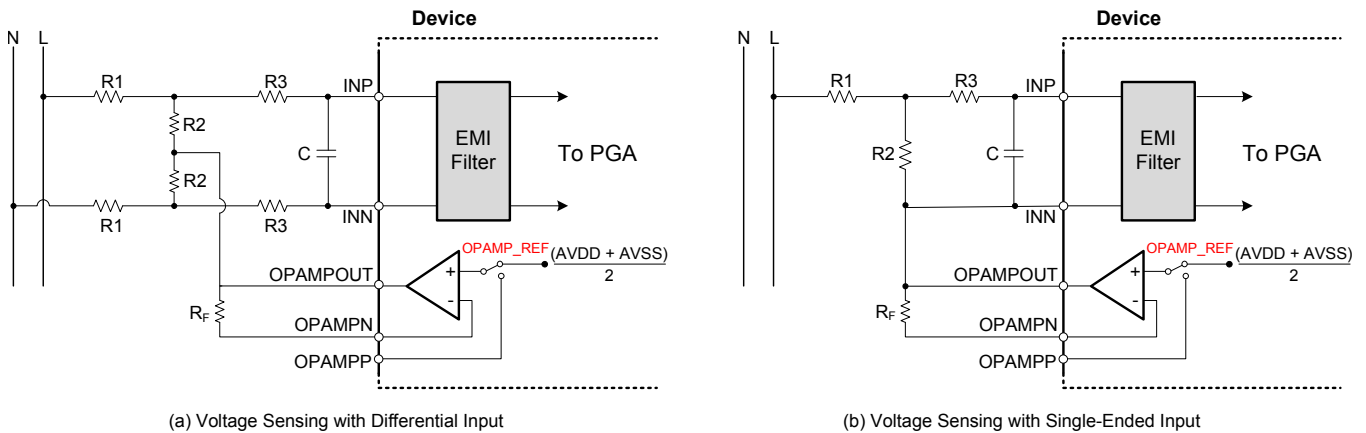 Device
N L
R1
R3
INP
R2
C
EMI
Filter
To PGA
R2
R1
R3
INN
OPAMP_REF
(AVDD + AVSS)
2
OPAMPOUT
+
-
RF
OPAMPN
OPAMPP
(a) Voltage Sensing with Differential Input
Device
N L
R1
R3
INP
R2
C
EMI
Filter
To PGA
INN
OPAMP_REF
(AVDD + AVSS)
2
OPAMPOUT
+
-
RF
OPAMPN
OPAMPP
(b) Voltage Sensing with Single-Ended Input